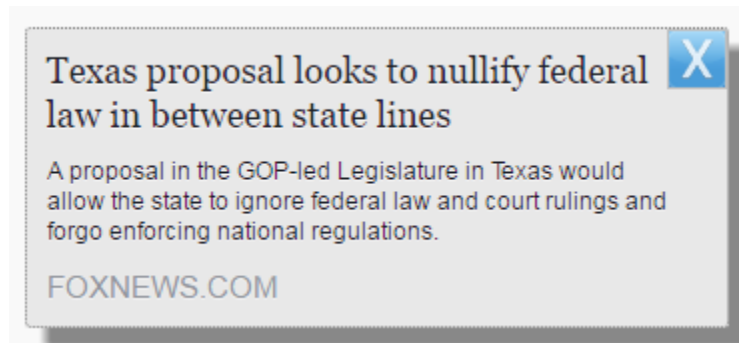 Texas proposal looks to nullify federal
law in between state lines
X
A proposal in the GOP-led Legislature in Texas would
allow the state to ignore federal law and court rulings and
forgo enforcing national regulations.
FOXNEWS.COM